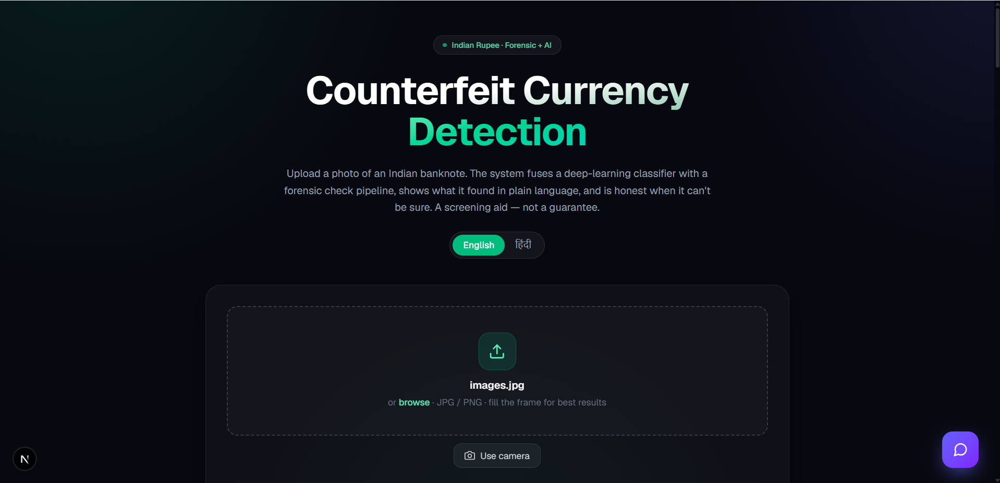 Indian Rupee · Forensic + AI
Counterfeit Currency
Detection
Upload a photo of an Indian banknote. The system fuses a deep-learning classifier with a
forensic check pipeline, shows what it found in plain language, and is honest when it can't
be sure. A screening aid — not a guarantee.
English हिंदी
images.jpg
or browse · JPG / PNG · fill the frame for best results
Use camera
N